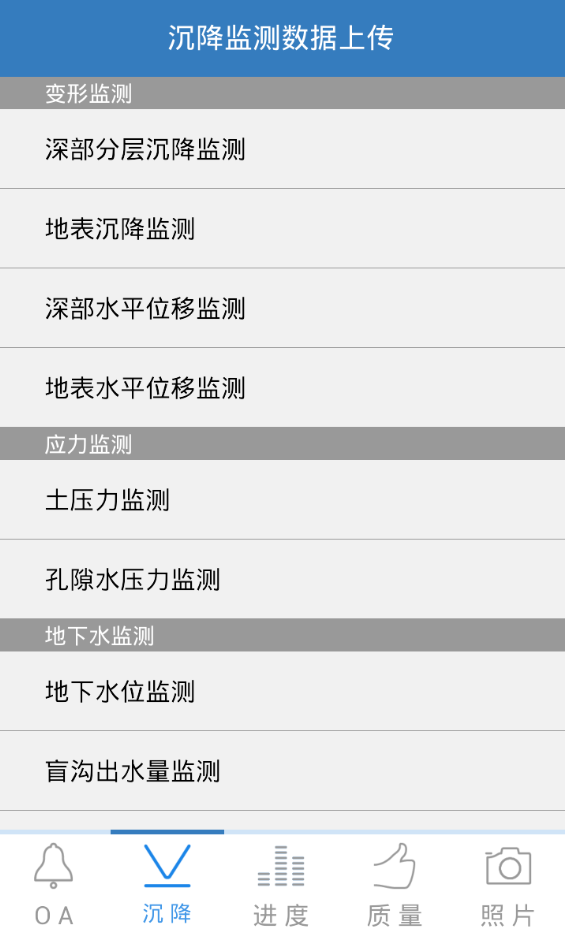 沉降监测数据上传
变形监测
深部分层沉降监测
地表沉降监测
深部水平位移监测
地表水平位移监测
应力监测
土压力监测
孔隙水压力监测
地下水监测
地下水位监测
盲沟出水量监测
OA 沉降 进度 质量 照片